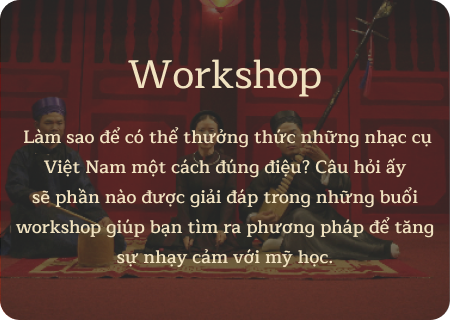 Workshop
Làm sao để có thể thưởng thức những nhạc cụ
Việt Nam một cách đúng điệu? Câu hỏi ấy
sẽ phần nào được giải đáp trong những buổi
workshop giúp bạn tìm ra phương pháp để tăng
sự nhạy cảm với mỹ học.